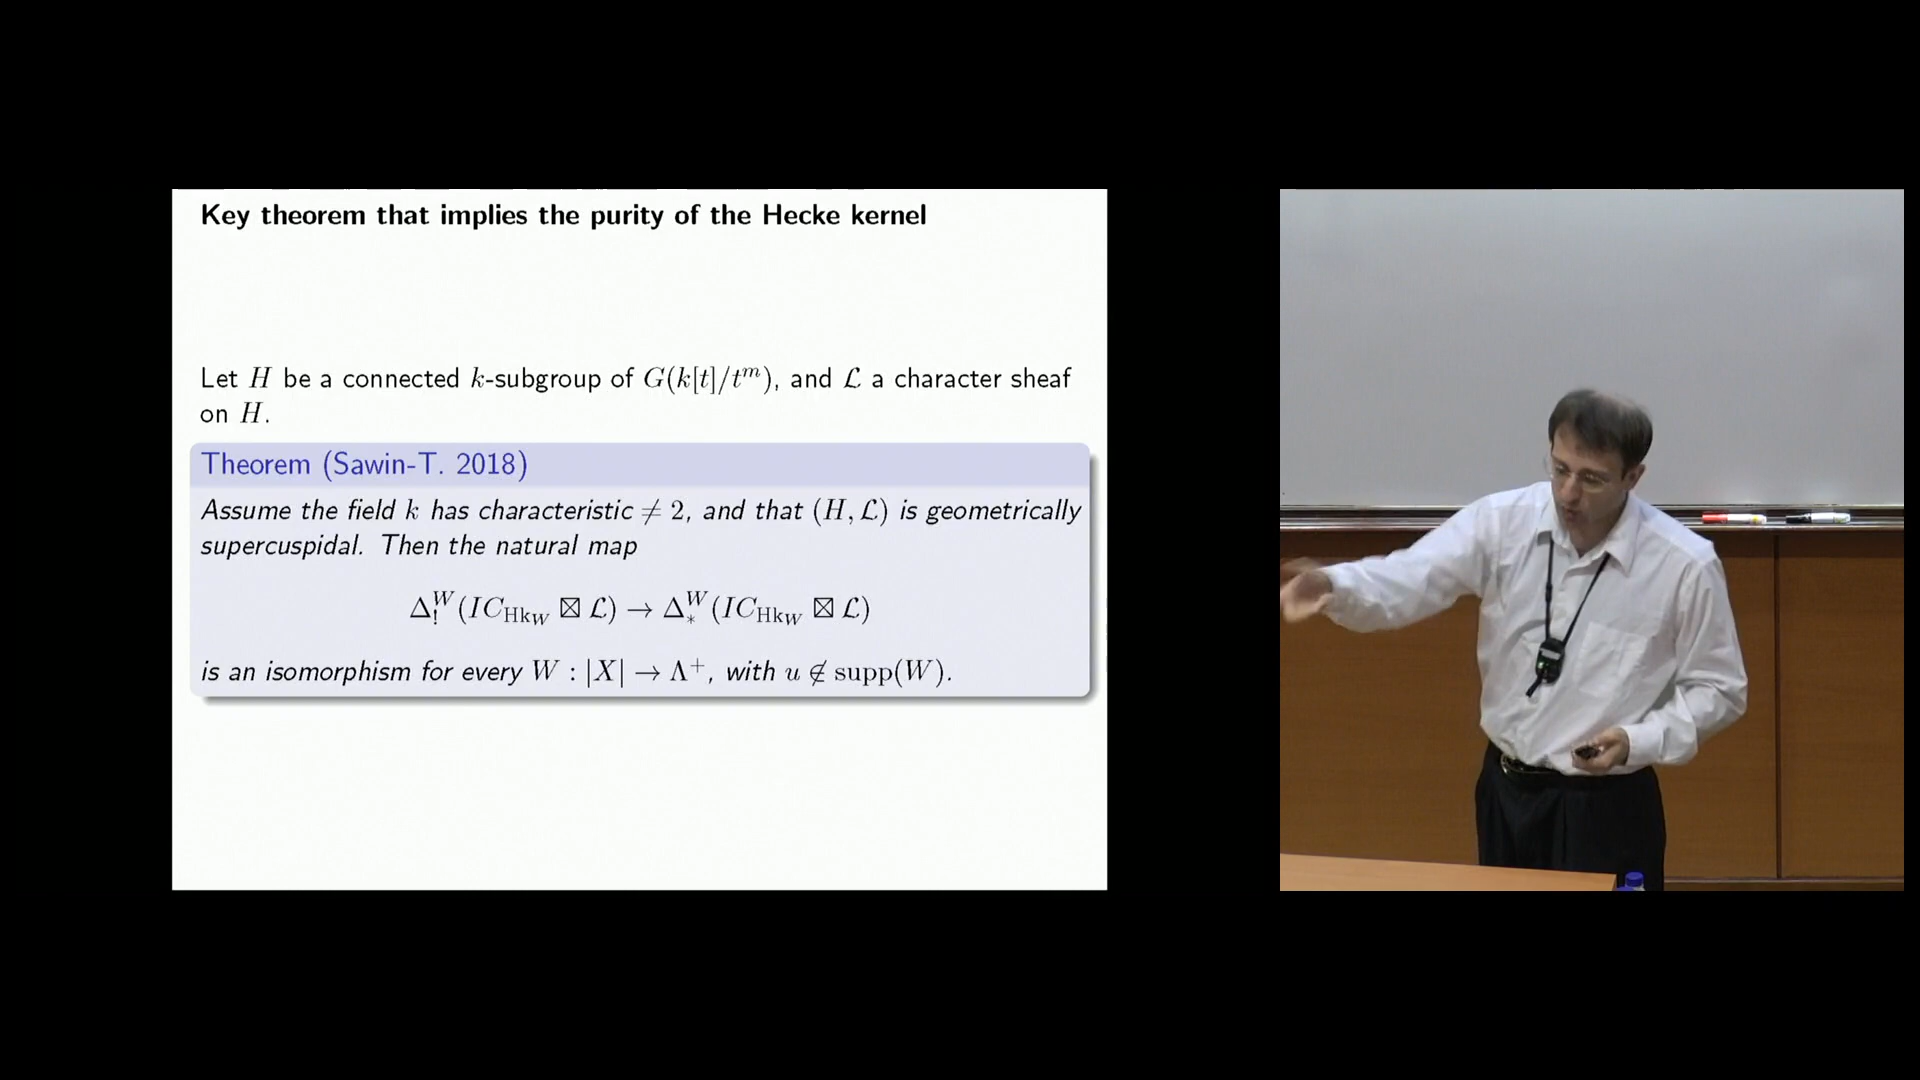 Key theorem that implies the purity of the Hecke kernel
Let H be a connected k-subgroup of G(k[t]/t^m), and ℒ a character sheaf
on H.
Theorem (Sawin-T. 2018)
Assume the field k has characteristic ≠ 2, and that (H, ℒ) is geometrically
supercuspidal. Then the natural map
Δ_!^W(IC_{Hk_W} ⊠ ℒ) → Δ_*^W(IC_{Hk_W} ⊠ ℒ)
is an isomorphism for every W : |X| → Λ^+, with u ∉ supp(W).